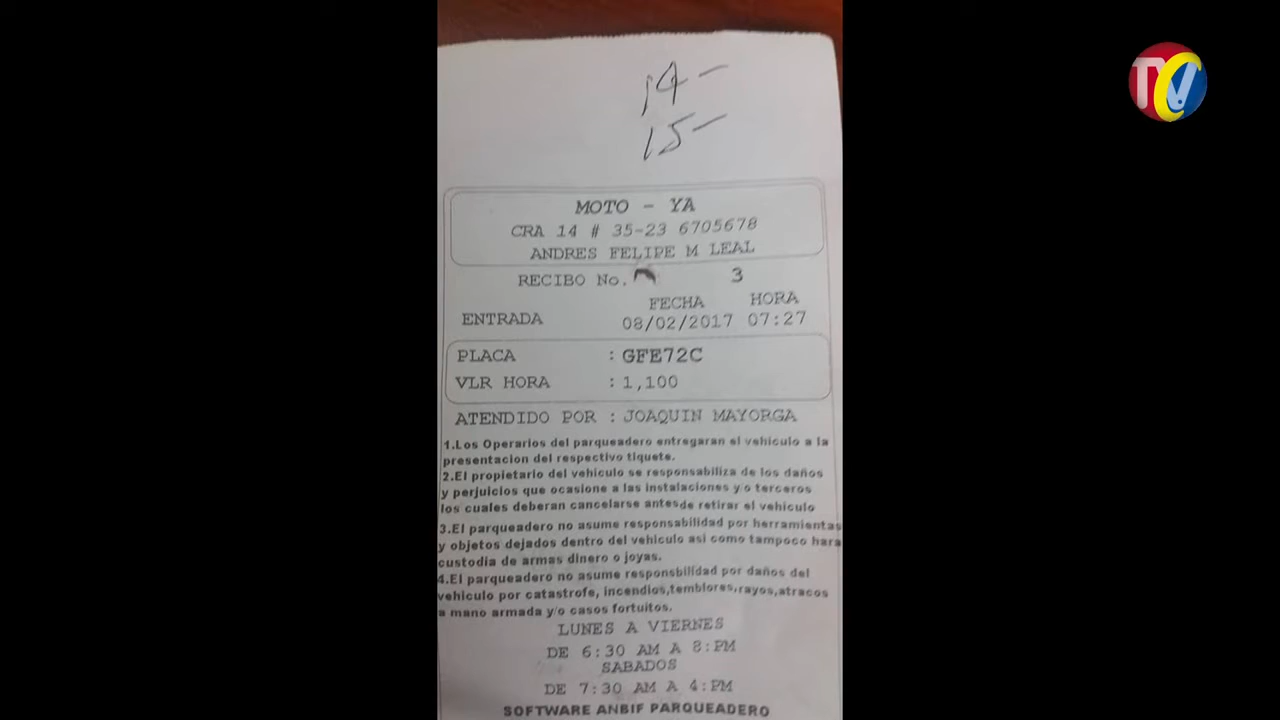 TVC
14-
15-
MOTO - YA
CRA 14 # 35-23 6705678
ANDRES FELIPE M LEAL
RECIBO No. 3
FECHA HORA
ENTRADA 08/02/2017 07:27
PLACA : GFE72C
VLR HORA : 1,100
ATENDIDO POR : JOAQUIN MAYORGA
1.Los Operarios del parqueadero entregaran el vehiculo a la
presentacion del respectivo tiquete.
2.El propietario del vehiculo se responsabiliza de los daños
y perjuicios que ocasione a las instalaciones y/o terceros
los cuales deberan cancelarse antes de retirar el vehiculo
3.El parqueadero no asume responsabilidad por herramientas
y objetos dejados dentro del vehiculo asi como tampoco hara
custodia de armas dinero o joyas.
4.El parqueadero no asume responsbilidad por daños del
vehiculo por catastrofe, incendios,temblores,rayos,atracos
a mano armada y/o casos fortuitos.
LUNES A VIERNES
DE 6:30 AM A 8:PM
SABADOS
DE 7:30 AM A 4:PM
SOFTWARE ANBIF PARQUEADERO